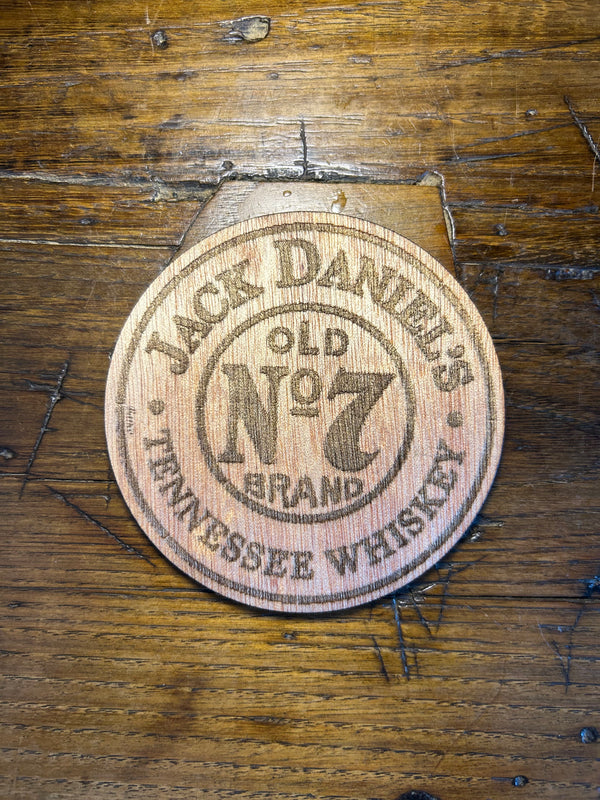 JACK DANIEL'S
OLD
Nº7
BRAND
• TENNESSEE WHISKEY •